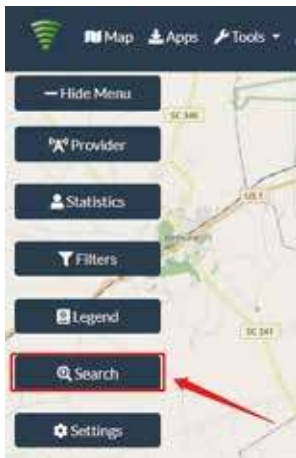 Map Apps Tools
Hide Menu
SC 346
Provider
US 1
Statistics
Filters
Legend
SC 341
Search
Settings